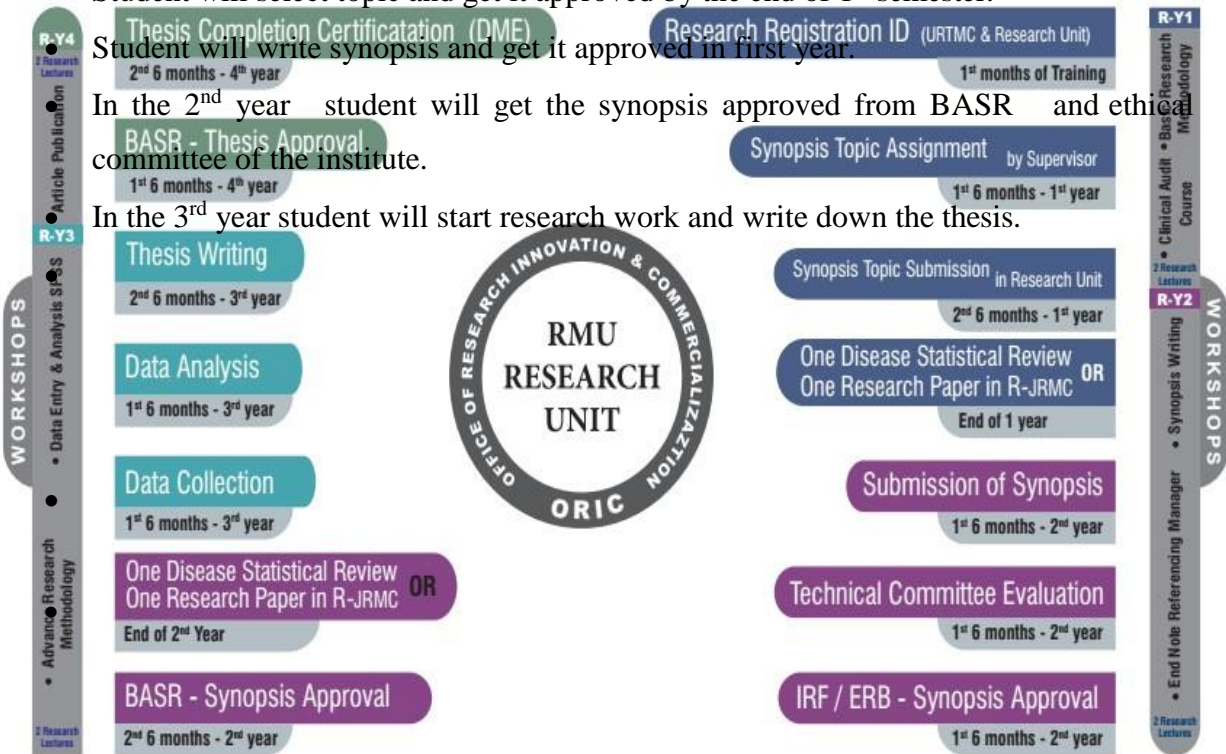 Student will select topic and get it approved by the end of 1st semester.
Student will write synopsis and get it approved in first year.
In the 2nd year student will get the synopsis approved from BASR and ethical
committee of the institute.
In the 3rd year student will start research work and write down the thesis.
WORKSHOPS
R-Y4
2 Research
Lectures
• Article Publication
R-Y3
• Data Entry & Analysis SPSS
• Advance Research
Methodology
2 Research
Lectures
Thesis Completion Certificatation (DME)
2nd 6 months - 4th year
BASR - Thesis Approval
1st 6 months - 4th year
Thesis Writing
2nd 6 months - 3rd year
Data Analysis
1st 6 months - 3rd year
Data Collection
1st 6 months - 3rd year
One Disease Statistical Review
One Research Paper in R-JRMC OR
End of 2nd Year
BASR - Synopsis Approval
2nd 6 months - 2nd year
OFFICE OF RESEARCH INNOVATION & COMMERCIALIZAZTION
ORIC
RMU
RESEARCH
UNIT
Research Registration ID (URTMC & Research Unit)
1st months of Training
Synopsis Topic Assignment by Supervisor
1st 6 months - 1st year
Synopsis Topic Submission in Research Unit
2nd 6 months - 1st year
One Disease Statistical Review
One Research Paper in R-JRMC OR
End of 1 year
Submission of Synopsis
1st 6 months - 2nd year
Technical Committee Evaluation
1st 6 months - 2nd year
IRF / ERB - Synopsis Approval
1st 6 months - 2nd year
R-Y1
• Basic Research
Methodology
• Clinical Audit
Course
2 Research
Lectures
R-Y2
• Synopsis Writing
• End Note Referencing Manager
2 Research
Lectures
WORKSHOPS